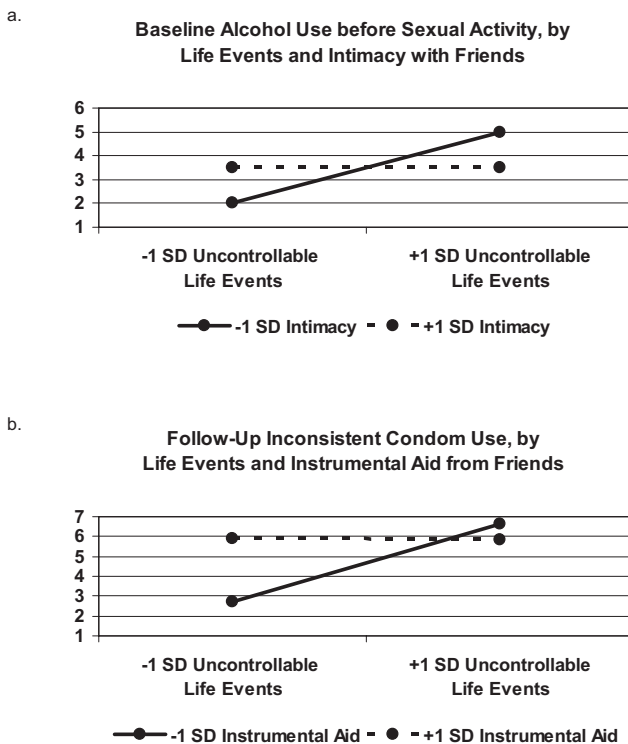 a.
Baseline Alcohol Use before Sexual Activity, by
Life Events and Intimacy with Friends
6
5
4
3
2
1
-1 SD Uncontrollable
Life Events
+1 SD Uncontrollable
Life Events
-1 SD Intimacy
+1 SD Intimacy
b.
Follow-Up Inconsistent Condom Use, by
Life Events and Instrumental Aid from Friends
7
6
5
4
3
2
1
-1 SD Uncontrollable
Life Events
+1 SD Uncontrollable
Life Events
-1 SD Instrumental Aid
+1 SD Instrumental Aid